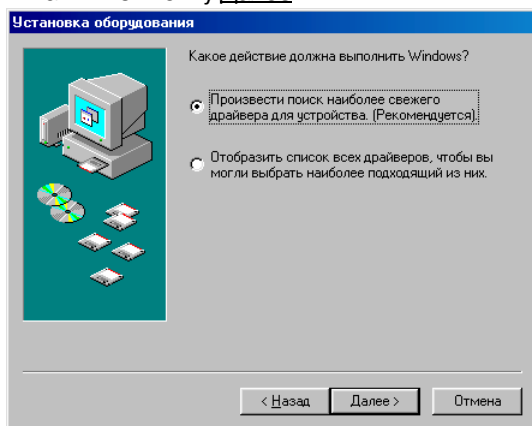 Установка оборудования
Какое действие должна выполнить Windows?
Произвести поиск наиболее свежего
драйвера для устройства. (Рекомендуется).
Отобразить список всех драйверов, чтобы вы
могли выбрать наиболее подходящий из них.
< Назад Далее > Отмена